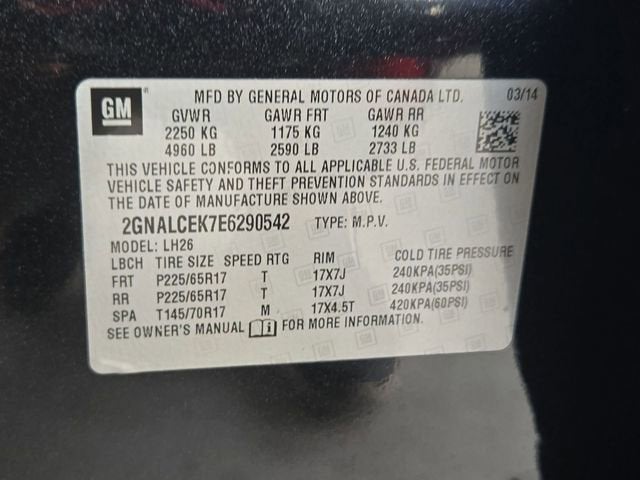 GM
MFD BY GENERAL MOTORS OF CANADA LTD. 03/14
GVWR GAWR FRT GAWR RR
2250 KG 1175 KG 1240 KG
4960 LB 2590 LB 2733 LB
THIS VEHICLE CONFORMS TO ALL APPLICABLE U.S. FEDERAL MOTOR
VEHICLE SAFETY AND THEFT PREVENTION STANDARDS IN EFFECT ON
THE DATE OF MANUFACTURE SHOWN ABOVE.
2GNALCEK7E6290542 TYPE: M.P.V.
MODEL: LH26
LBCH TIRE SIZE SPEED RTG RIM COLD TIRE PRESSURE
FRT P225/65R17 T 17X7J 240KPA(35PSI)
RR P225/65R17 T 17X7J 240KPA(35PSI)
SPA T145/70R17 M 17X4.5T 420KPA(60PSI)
SEE OWNER'S MANUAL FOR MORE INFORMATION.